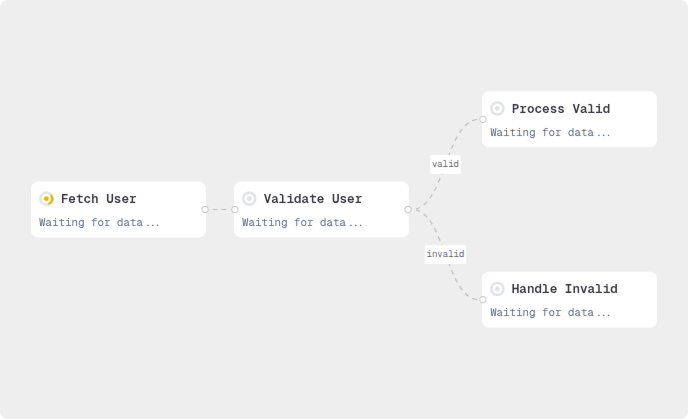 Fetch User
Waiting for data...
Validate User
Waiting for data...
valid
invalid
Process Valid
Waiting for data...
Handle Invalid
Waiting for data...